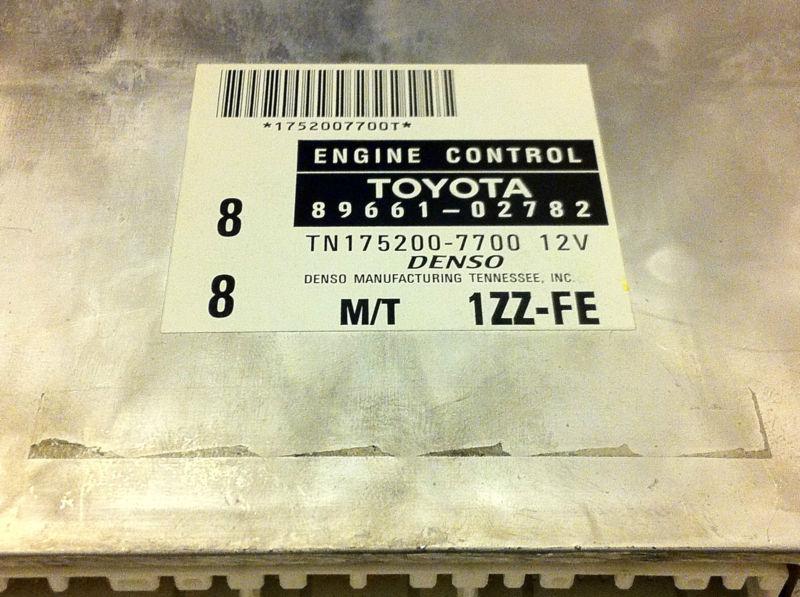 *1752007700T*
ENGINE CONTROL
TOYOTA
8 89661-02782
TN175200-7700 12V
DENSO
DENSO MANUFACTURING TENNESSEE, INC.
8 M/T 1ZZ-FE